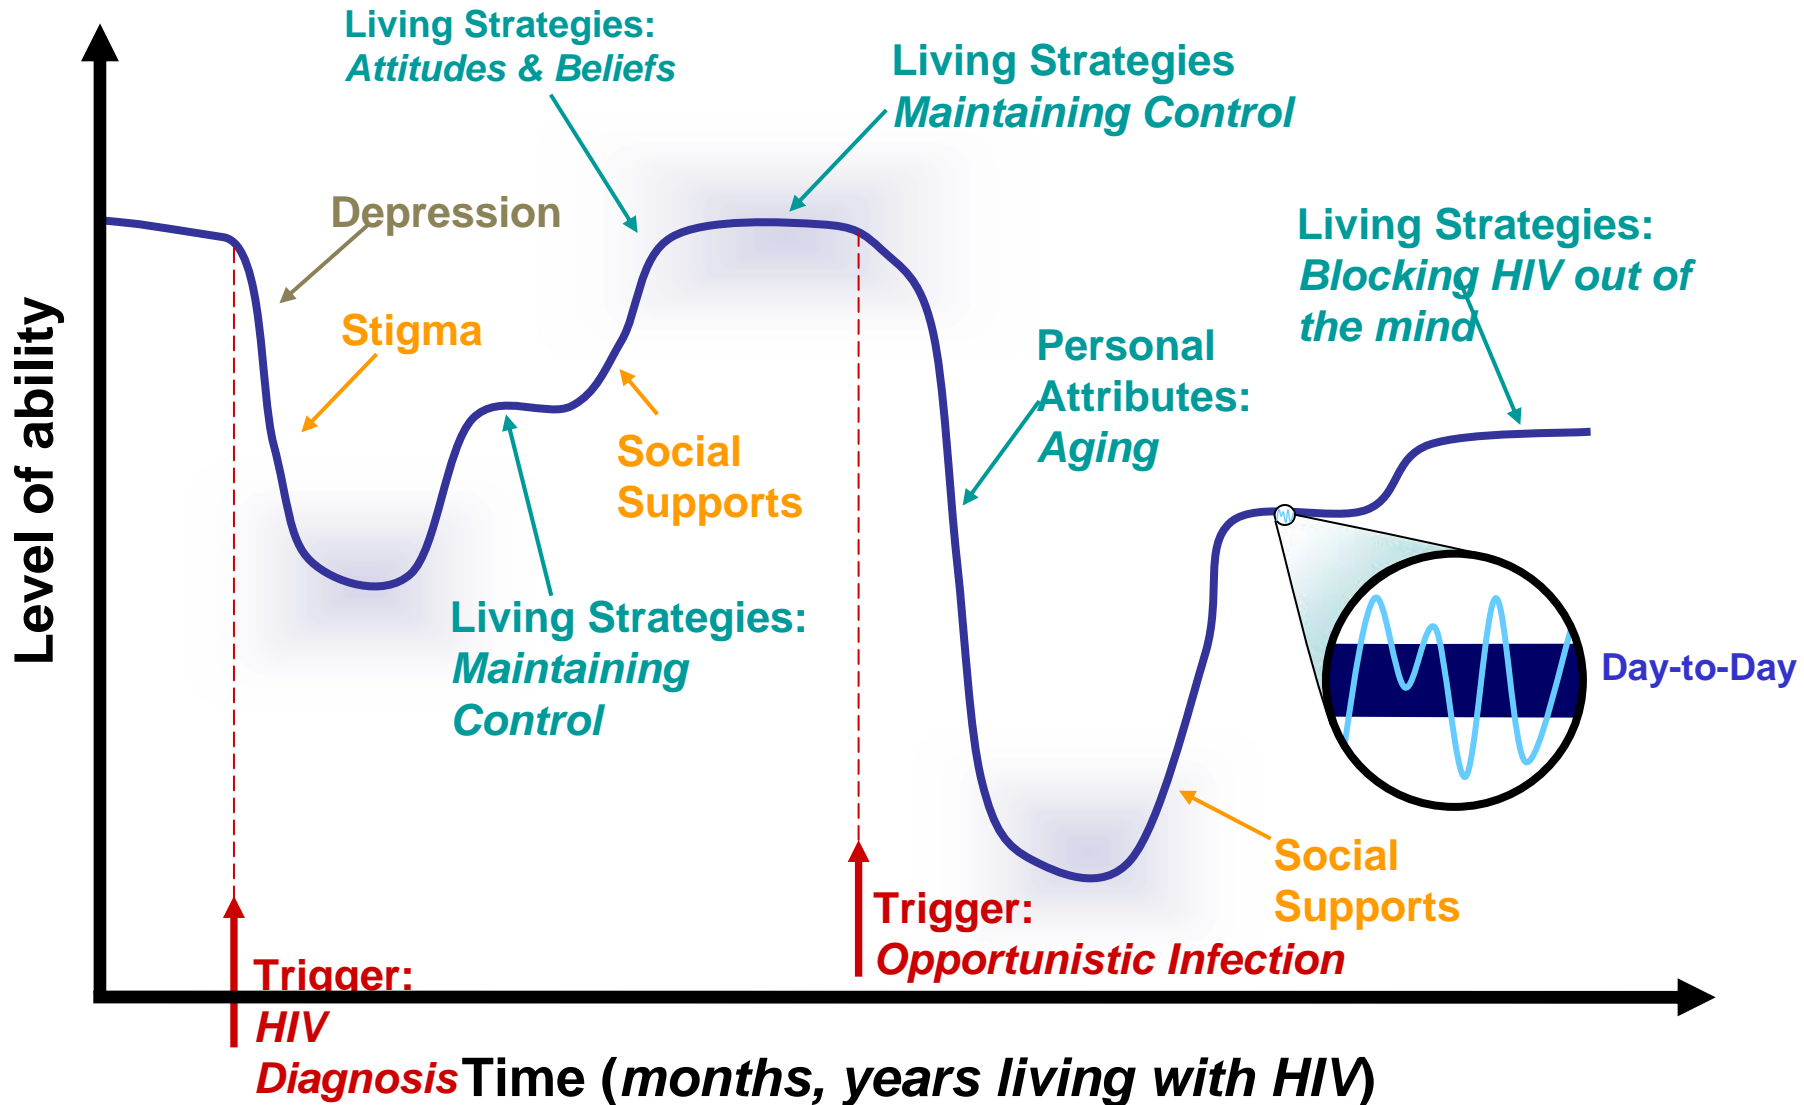 Living Strategies:
Attitudes & Beliefs
Living Strategies
Maintaining Control
Depression
Stigma
Living Strategies:
Blocking HIV out of
the mind
Personal
Attributes:
Aging
Social
Supports
Level of ability
Living Strategies:
Maintaining
Control
Day-to-Day
Social
Supports
Trigger:
Opportunistic Infection
Trigger:
HIV
Diagnosis
Time (months, years living with HIV)